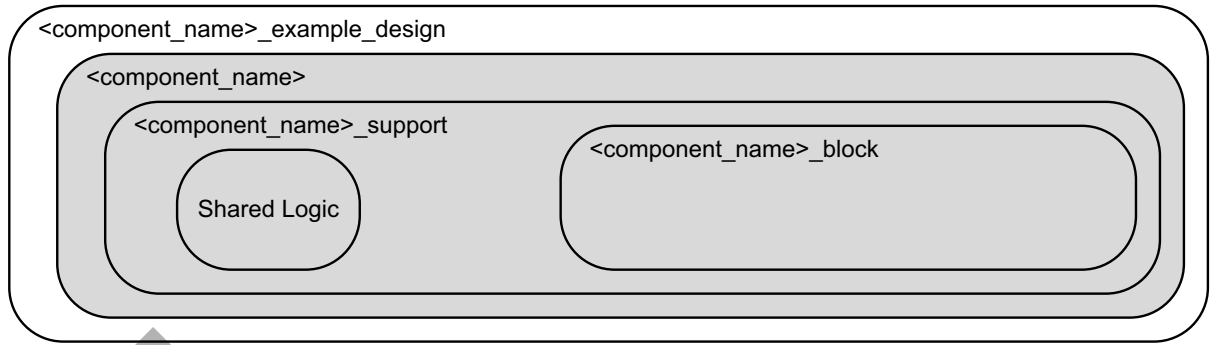 <component_name>_example_design
<component_name>
<component_name>_support
<component_name>_block
Shared Logic